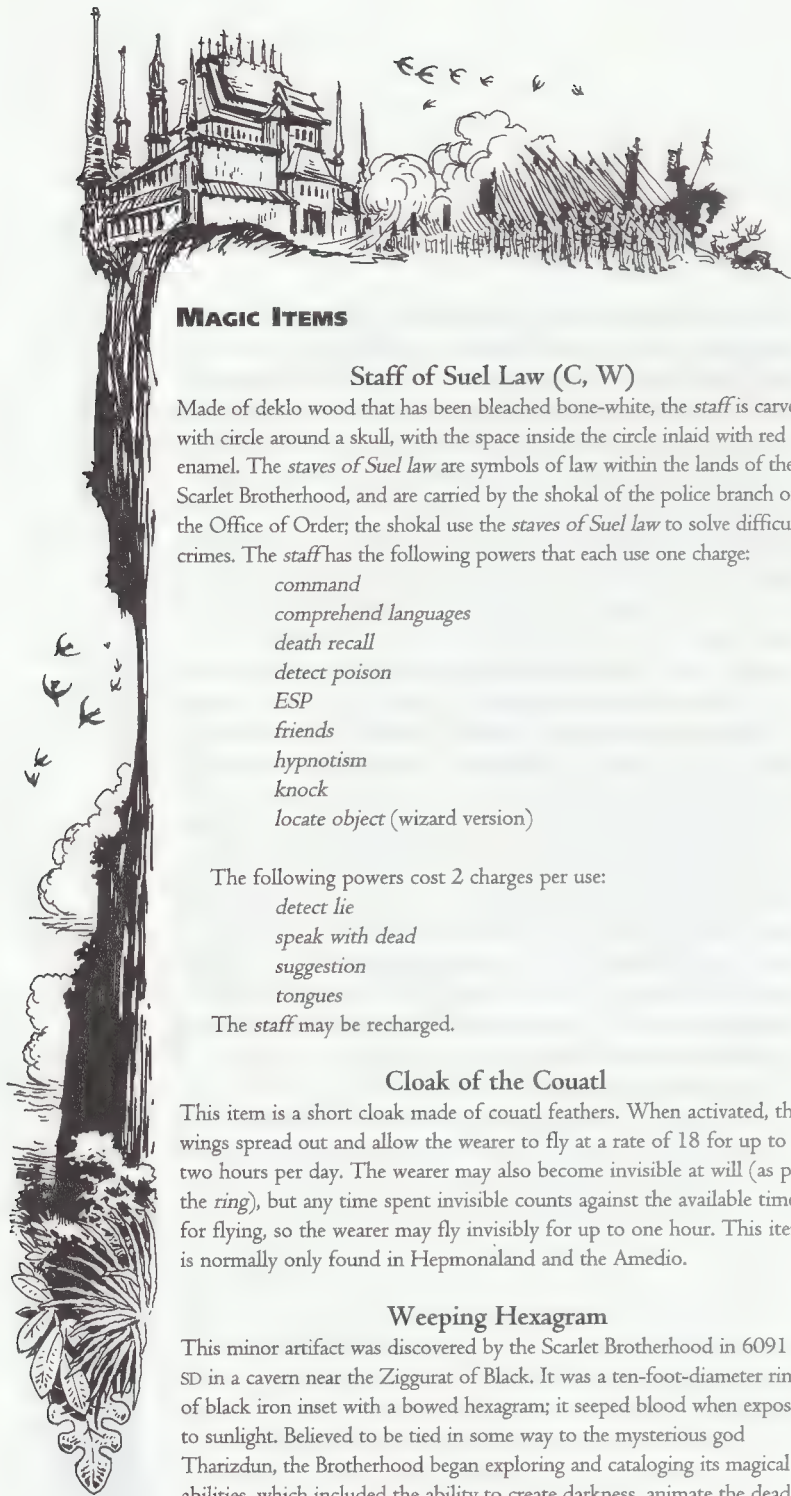 MAGIC ITEMS
Staff of Suel Law (C, W)
Made of deklo wood that has been bleached bone-white, the staff is carve
with circle around a skull, with the space inside the circle inlaid with red
enamel. The staves of Suel law are symbols of law within the lands of the
Scarlet Brotherhood, and are carried by the shokal of the police branch o
the Office of Order; the shokal use the staves of Suel law to solve difficu
crimes. The staff has the following powers that each use one charge:
command
comprehend languages
death recall
detect poison
ESP
friends
hypnotism
knock
locate object (wizard version)
The following powers cost 2 charges per use:
detect lie
speak with dead
suggestion
tongues
The staff may be recharged.
Cloak of the Couatl
This item is a short cloak made of couatl feathers. When activated, th
wings spread out and allow the wearer to fly at a rate of 18 for up to
two hours per day. The wearer may also become invisible at will (as p
the ring), but any time spent invisible counts against the available time
for flying, so the wearer may fly invisibly for up to one hour. This ite
is normally only found in Hepmonaland and the Amedio.
Weeping Hexagram
This minor artifact was discovered by the Scarlet Brotherhood in 6091
SD in a cavern near the Ziggurat of Black. It was a ten-foot-diameter rin
of black iron inset with a bowed hexagram; it seeped blood when expos
to sunlight. Believed to be tied in some way to the mysterious god
Tharizdun, the Brotherhood began exploring and cataloging its magical
abilities, which included the ability to create darkness, animate the dead